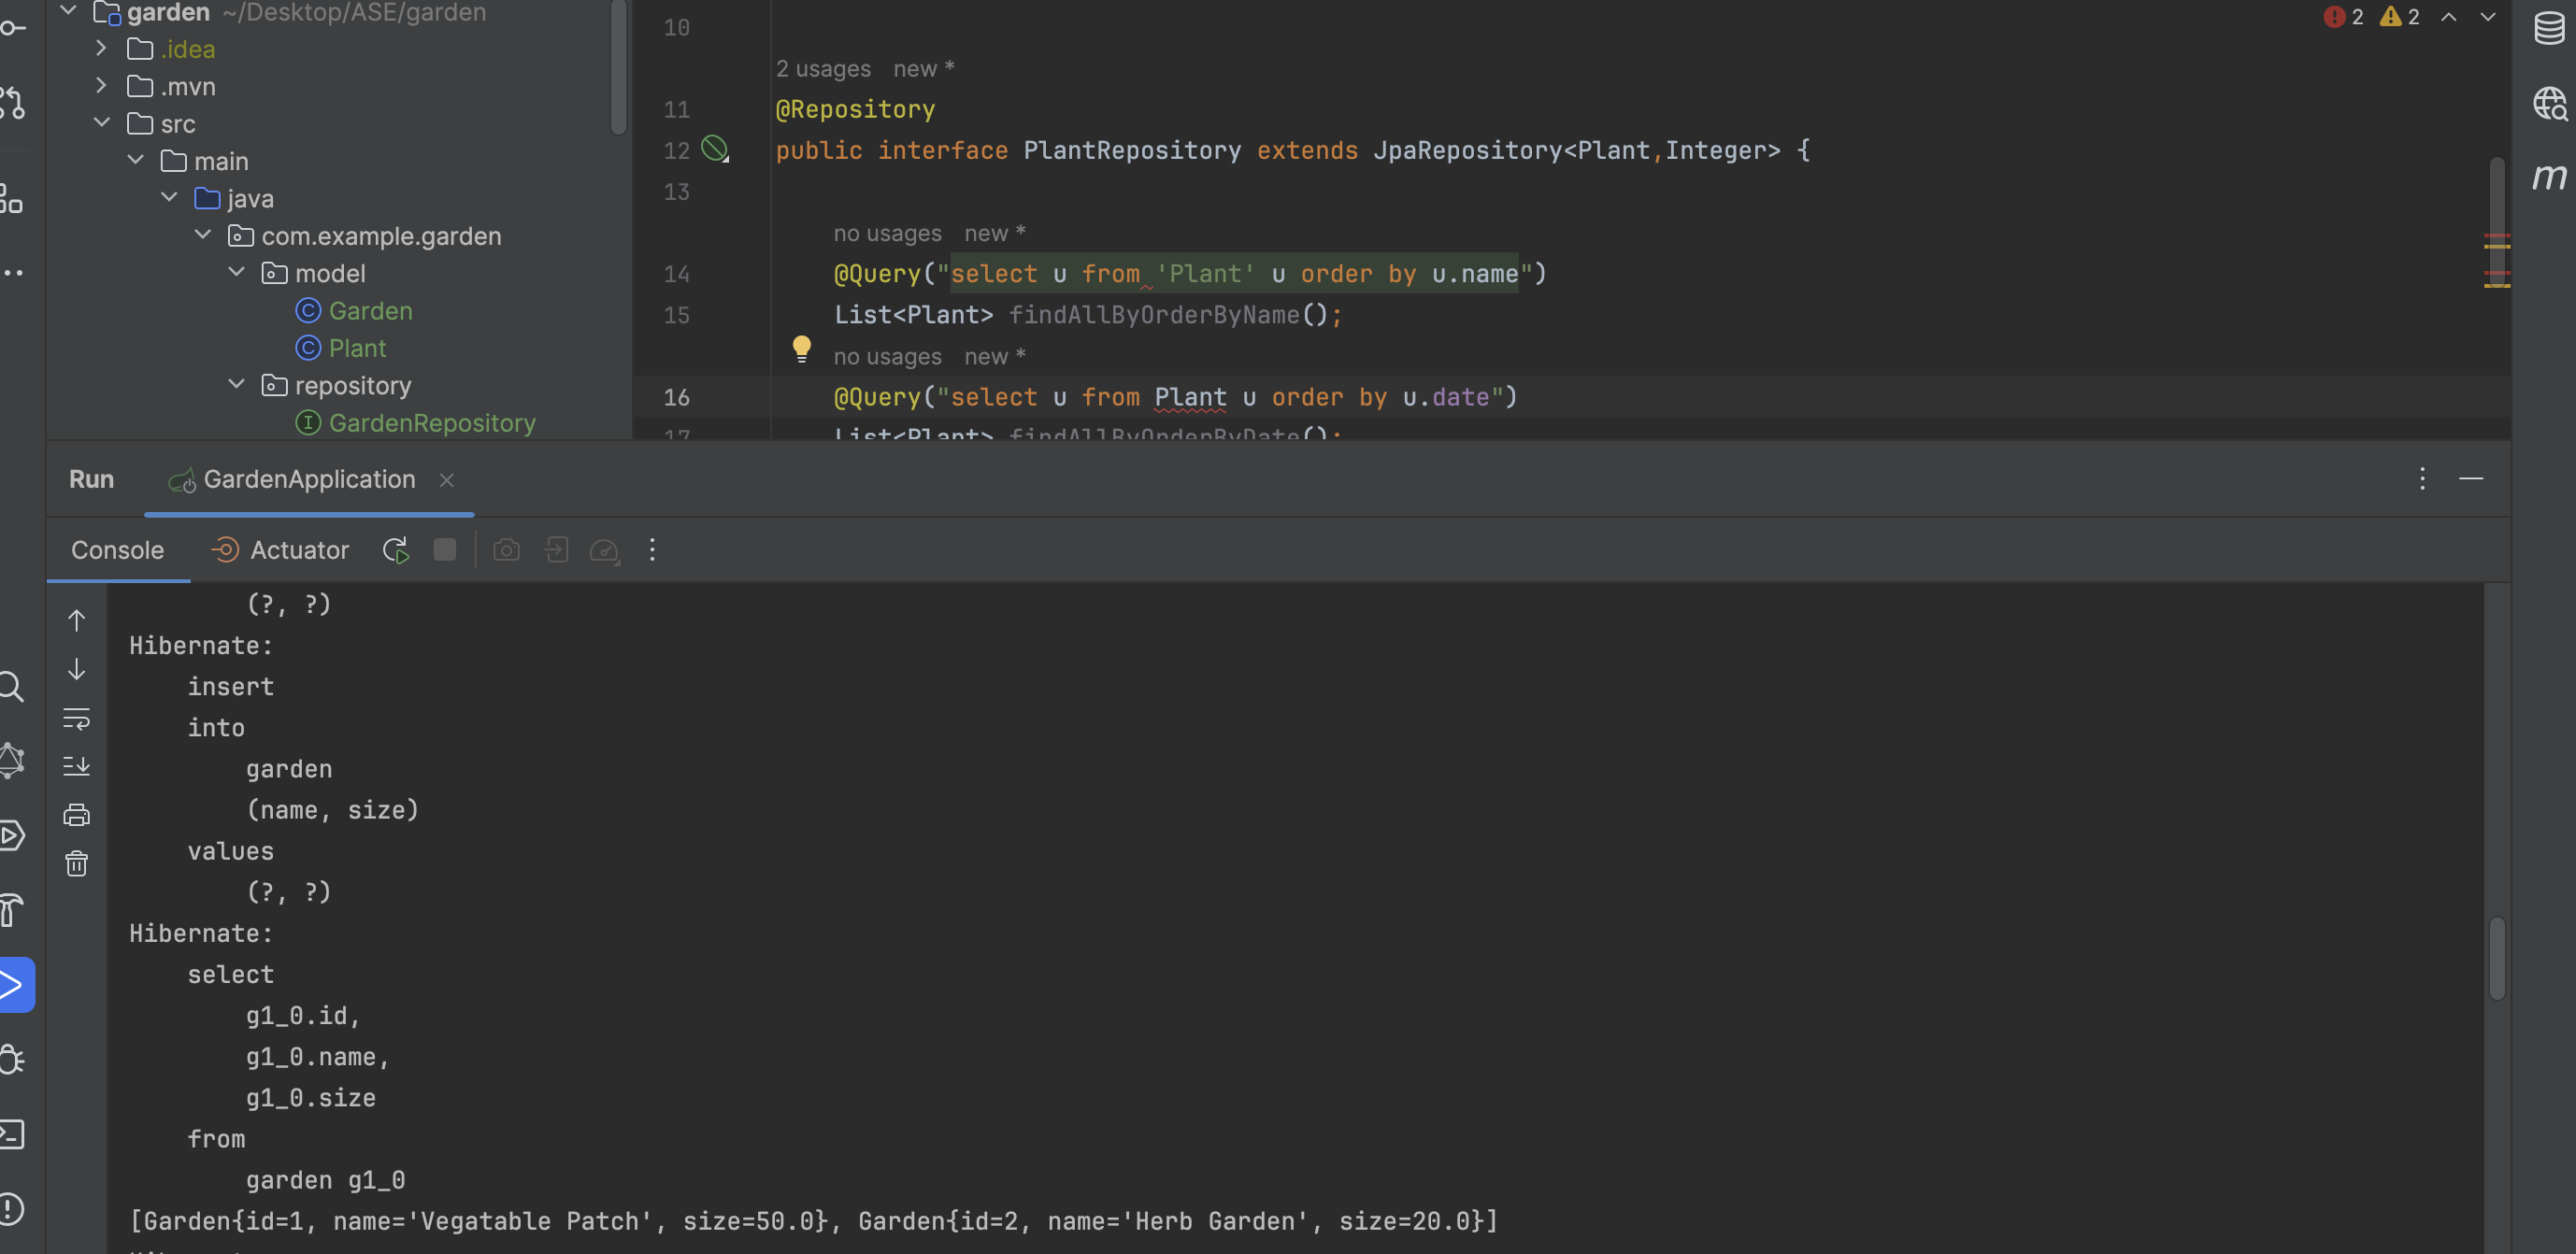 garden ~/Desktop/ASE/garden
.idea
.mvn
src
main
java
com.example.garden
model
Garden
Plant
repository
GardenRepository
2 2
10
2 usages new *
11 @Repository
12 public interface PlantRepository extends JpaRepository<Plant,Integer> {
13
no usages new *
14 @Query("select u from 'Plant' u order by u.name")
15 List<Plant> findAllByOrderByName();
no usages new *
16 @Query("select u from Plant u order by u.date")
17 List<Plant> findAllByOrderByDate();
m
Run GardenApplication
Console Actuator
(?, ?)
Hibernate:
insert
into
garden
(name, size)
values
(?, ?)
Hibernate:
select
g1_0.id,
g1_0.name,
g1_0.size
from
garden g1_0
[Garden{id=1, name='Vegatable Patch', size=50.0}, Garden{id=2, name='Herb Garden', size=20.0}]